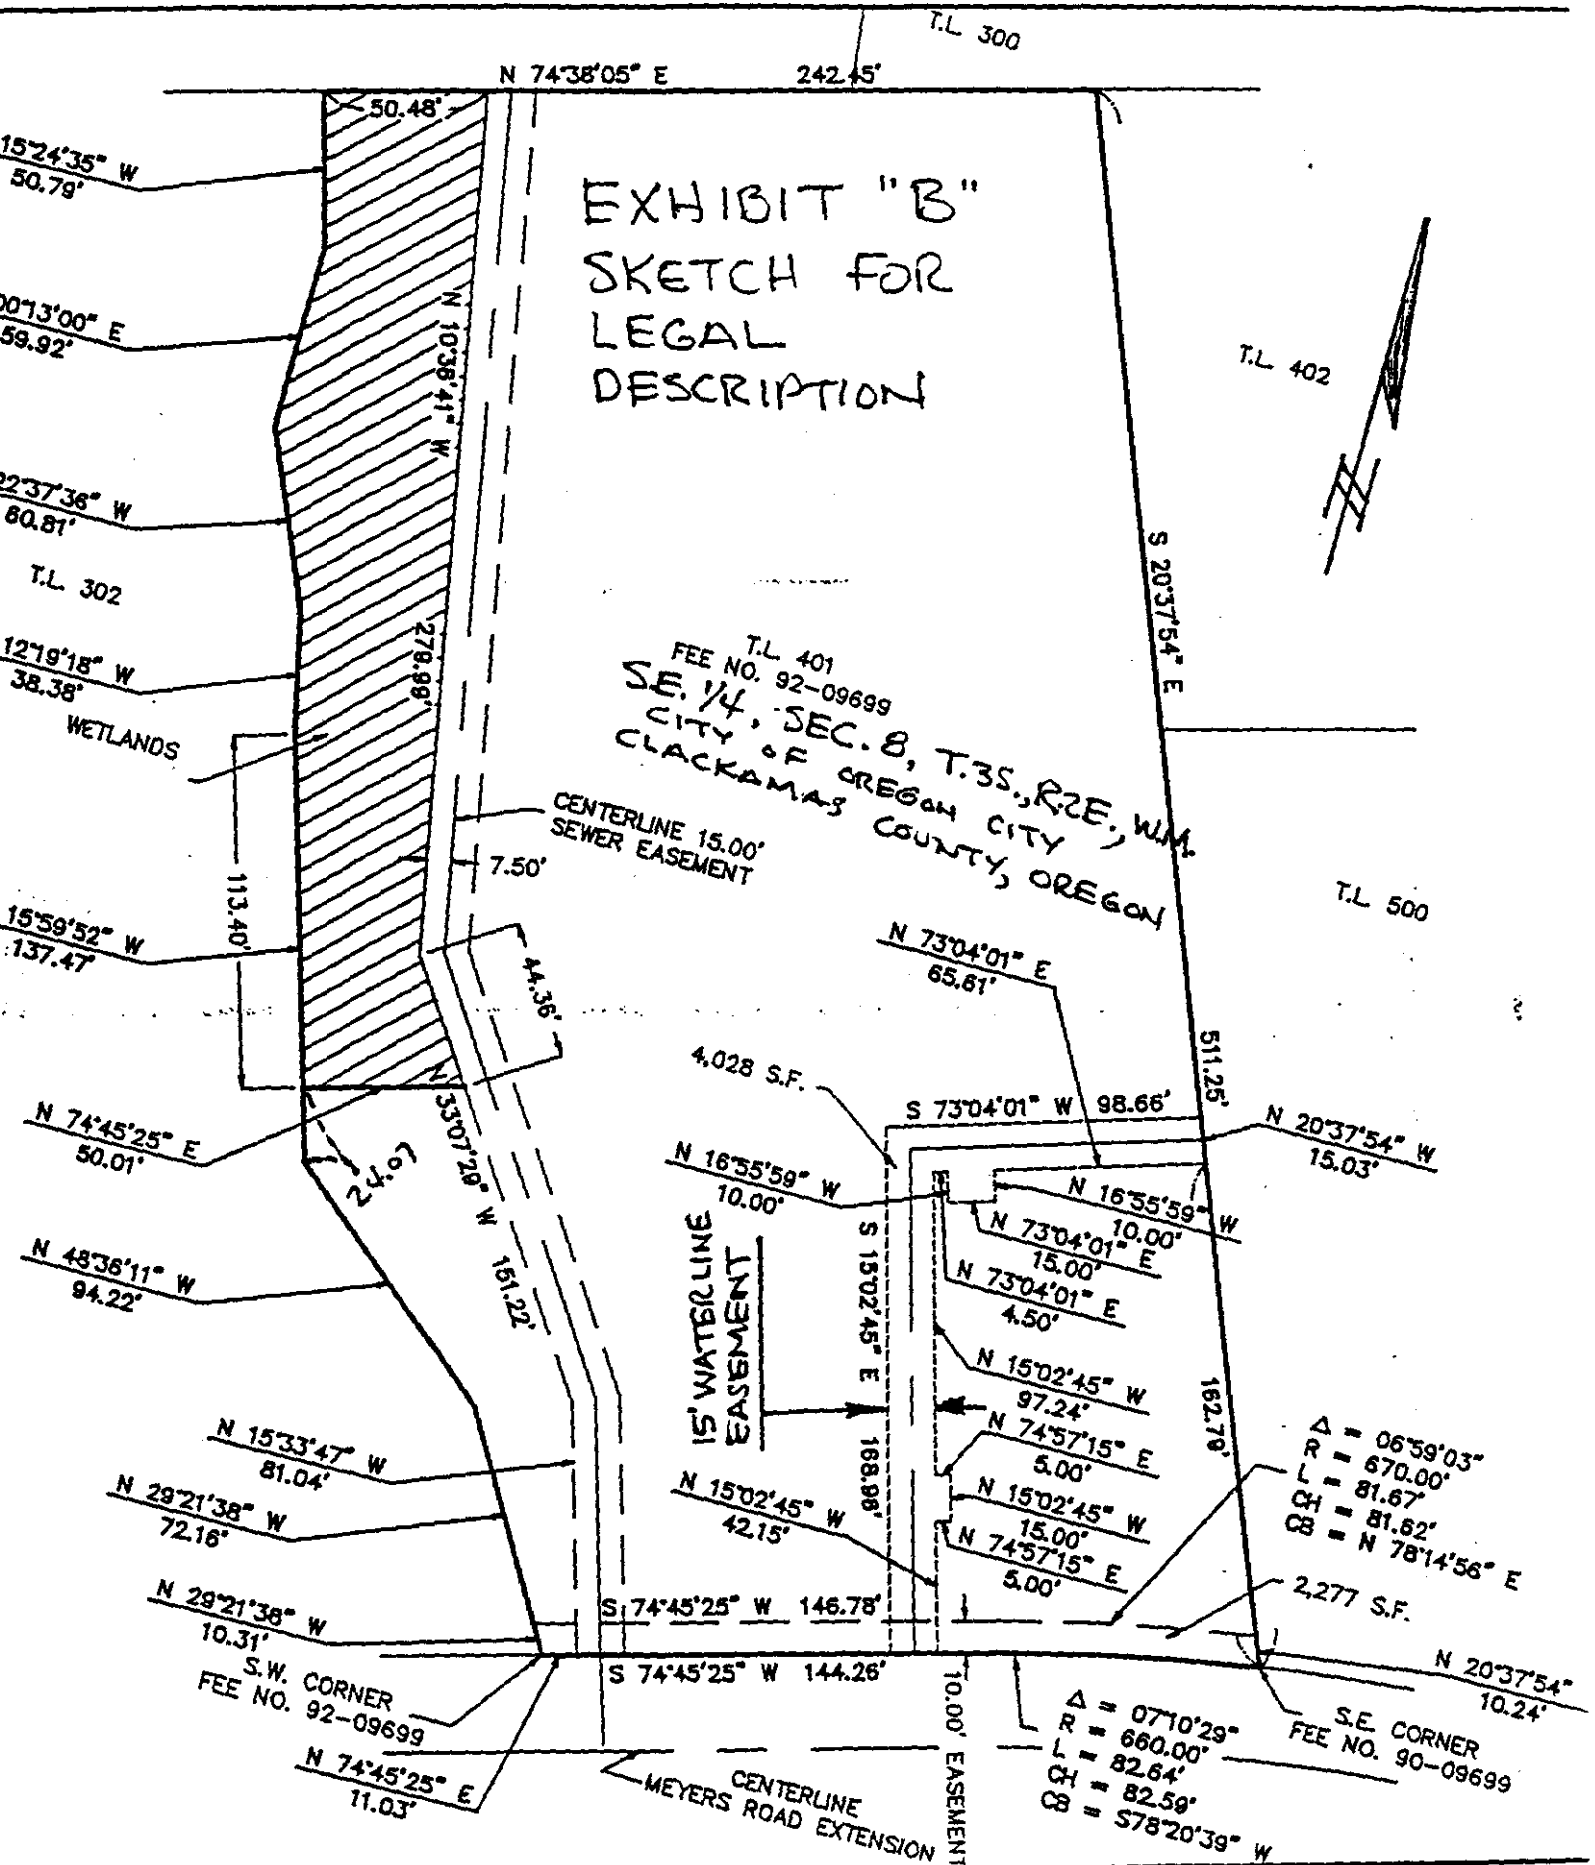 T.L. 300
N 74°38'05" E 242.45'
50.48'
15°24'35" W
50.79'
00°13'00" E
59.92'
22°37'36" W
60.81'
T.L. 302
12°19'18" W
38.38'
WETLANDS
113.40'
15°59'52" W
137.47'
N 10°36'41" W
279.99'
EXHIBIT "B"
SKETCH FOR
LEGAL
DESCRIPTION
T.L. 402
S 20°37'54" E
511.25'
T.L. 401
FEE NO. 92-09699
S.E. 1/4, SEC. 8, T.3S., R.2E., W.M.
CITY OF OREGON CITY
CLACKAMAS COUNTY, OREGON
CENTERLINE 15.00'
SEWER EASEMENT
7.50'
44.36'
T.L. 500
N 73°04'01" E
65.61'
4,028 S.F.
S 73°04'01" W 98.66'
N 20°37'54" W
15.03'
N 16°55'59" W
10.00'
N 16°55'59" W
10.00'
N 73°04'01" E
15.00'
N 73°04'01" E
4.50'
N 74°45'25" E
50.01'
24.07
N 33°07'29" W
151.22'
N 48°36'11" W
94.22'
15' WATERLINE
EASEMENT
S 15°02'45" E 168.96'
N 15°02'45" W
97.24'
N 74°57'15" E
5.00'
N 15°02'45" W
15.00'
N 74°57'15" E
5.00'
162.79'
Δ = 06°59'03"
R = 670.00'
L = 81.67'
CH = 81.62'
CB = N 78°14'56" E
N 15°33'47" W
81.04'
N 29°21'38" W
72.16'
N 15°02'45" W
42.15'
2,277 S.F.
N 29°21'38" W
10.31'
S 74°45'25" W 146.78'
S 74°45'25" W 144.26'
S.W. CORNER
FEE NO. 92-09699
N 74°45'25" E
11.03'
CENTERLINE
MEYERS ROAD EXTENSION
10.00' EASEMENT
Δ = 07°10'29"
R = 660.00'
L = 82.64'
CH = 82.59'
CB = S78°20'39" W
S.E. CORNER
FEE NO. 90-09699
N 20°37'54"
10.24'